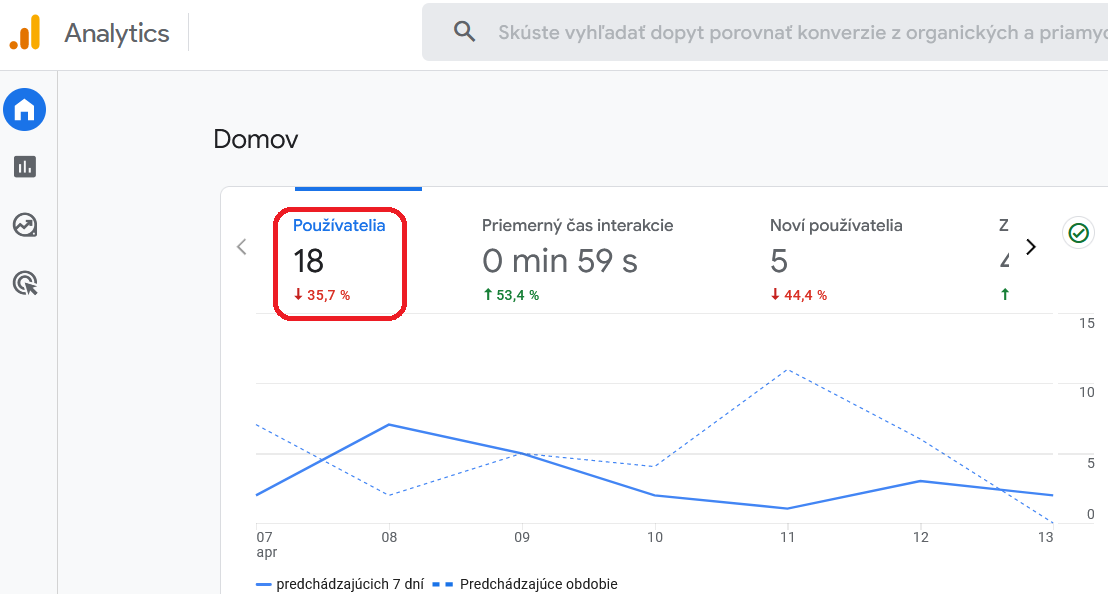 Analytics
Skúste vyhľadať dopyt porovnať konverzie z organických a priamyc
Domov
Používatelia
Priemerný čas interakcie
Noví používatelia
Z
18
0 min 59 s
5
35,7 %
53,4 %
44,4 %
15
10
5
0
07
08
09
10
11
12
13
apr
predchádzajúcich 7 dní
Predchádzajúce obdobie